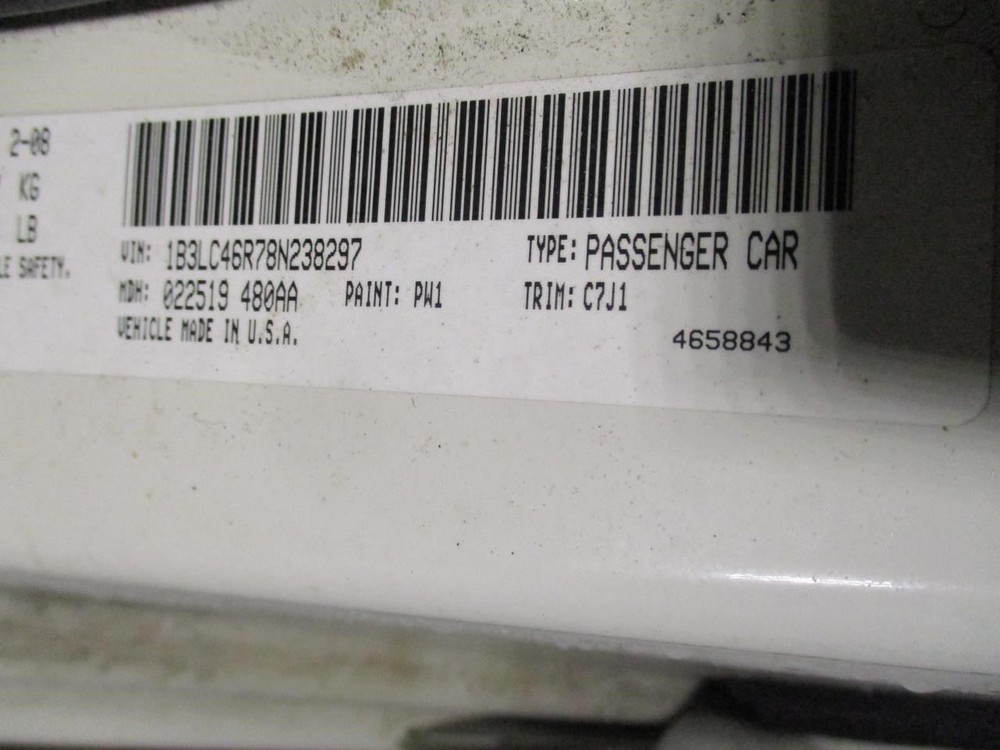 2-08
KG
LB
LE SAFETY.
VIN: 1B3LC46R78N238297 TYPE: PASSENGER CAR
MDH: 022519 480AA PAINT: PW1 TRIM: C7J1
VEHICLE MADE IN U.S.A.
4658843